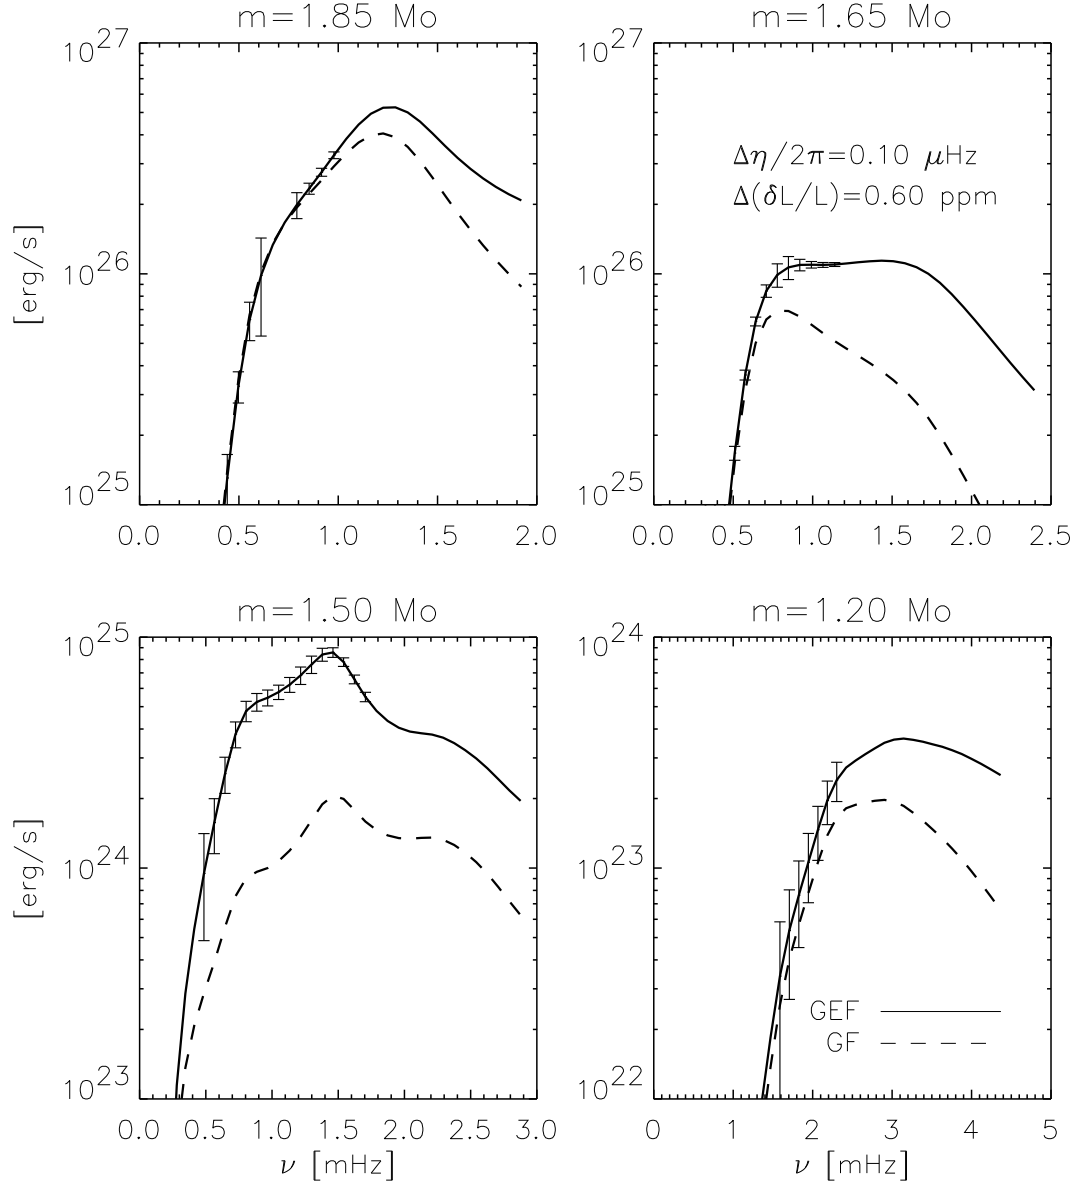 m=1.85 Mo
m=1.65 Mo
10^27
10^26
10^25
[erg/s]
0.0 0.5 1.0 1.5 2.0
10^27
10^26
10^25
Δη/2π=0.10 μHz
Δ(δL/L)=0.60 ppm
0.0 0.5 1.0 1.5 2.0 2.5
m=1.50 Mo
m=1.20 Mo
10^25
10^24
10^23
[erg/s]
0.0 0.5 1.0 1.5 2.0 2.5 3.0
ν [mHz]
10^24
10^23
10^22
GEF
GF
0 1 2 3 4 5
ν [mHz]